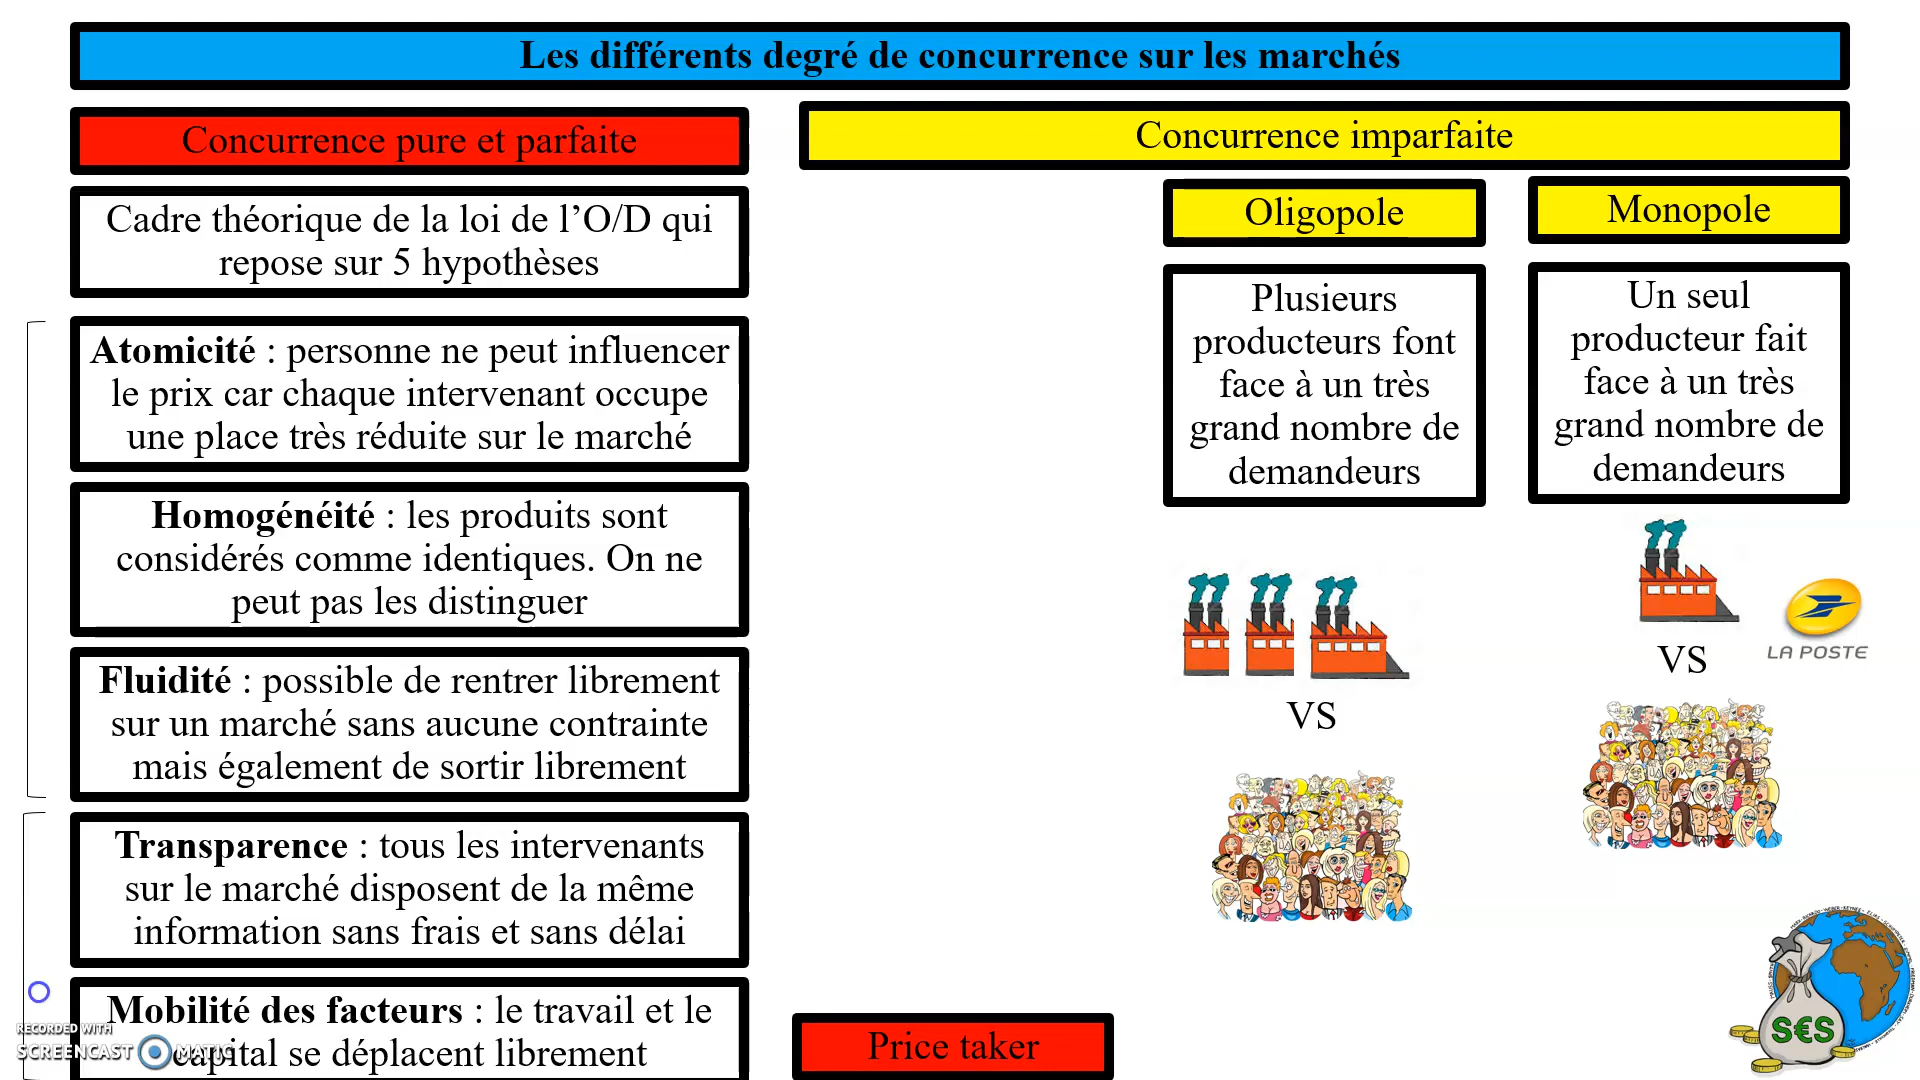 Les différents degré de concurrence sur les marchés
Concurrence pure et parfaite
Cadre théorique de la loi de l’O/D qui
repose sur 5 hypothèses
Atomicité : personne ne peut influencer
le prix car chaque intervenant occupe
une place très réduite sur le marché
Homogénéité : les produits sont
considérés comme identiques. On ne
peut pas les distinguer
Fluidité : possible de rentrer librement
sur un marché sans aucune contrainte
mais également de sortir librement
Transparence : tous les intervenants
sur le marché disposent de la même
information sans frais et sans délai
Mobilité des facteurs : le travail et le
capital se déplacent librement
Price taker
Concurrence imparfaite
Oligopole
Plusieurs
producteurs font
face à un très
grand nombre de
demandeurs
VS
Monopole
Un seul
producteur fait
face à un très
grand nombre de
demandeurs
VS
LA POSTE
S€S
RECORDED WITH
SCREENCAST MATIC